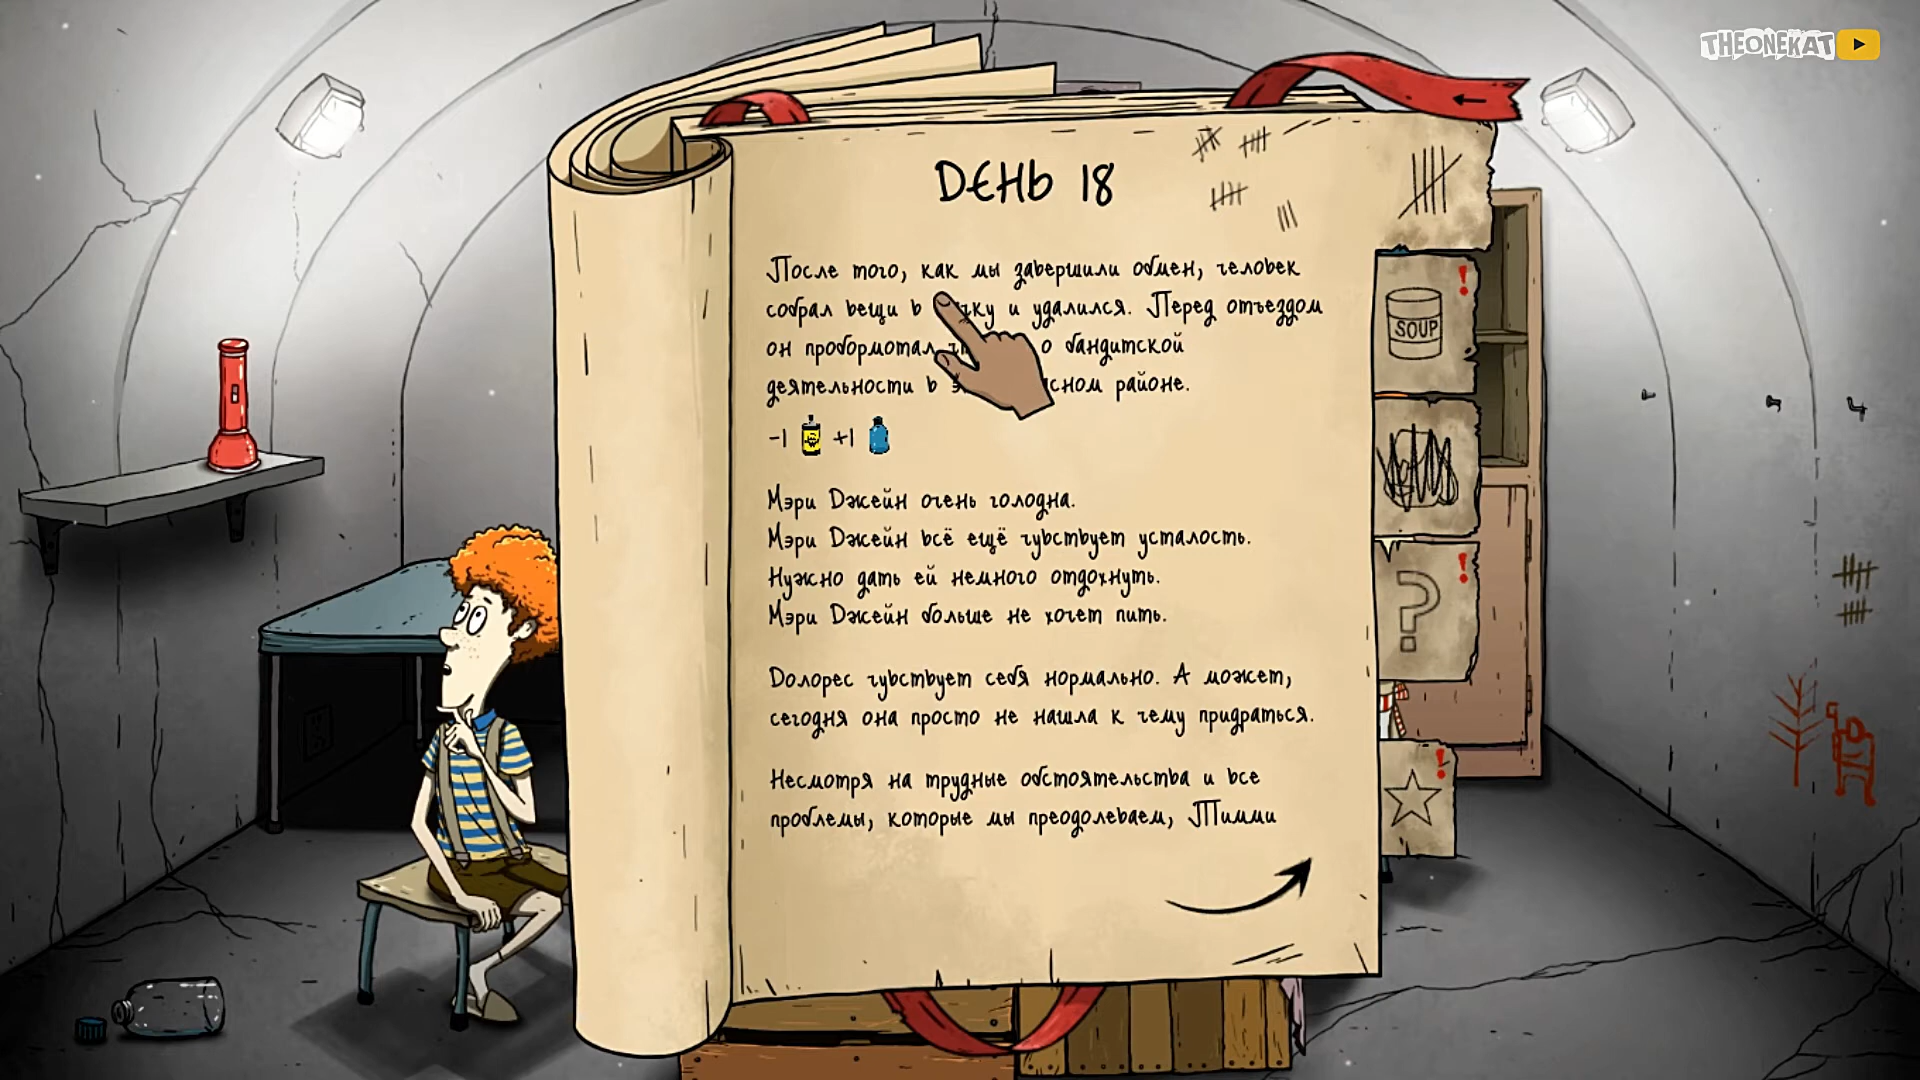 THEONEKAT
DЄНЬ 18
После того, как мы завершили обмен, человек
собрал вещи в и удалился. Перед отъездом
он пробормотал о бандитской
деятельности в районе.
-1 +1
SOUP
Мэри Джейн очень голодна.
Мэри Джейн всё ещё чувствует усталость.
Нужно дать ей немного отдохнуть.
Мэри Джейн больше не хочет пить.
Долорес чувствует себя нормально. А может,
сегодня она просто не нашла к чему придраться.
Несмотря на трудные обстоятельства и все
проблемы, которые мы преодолеваем, Тимми